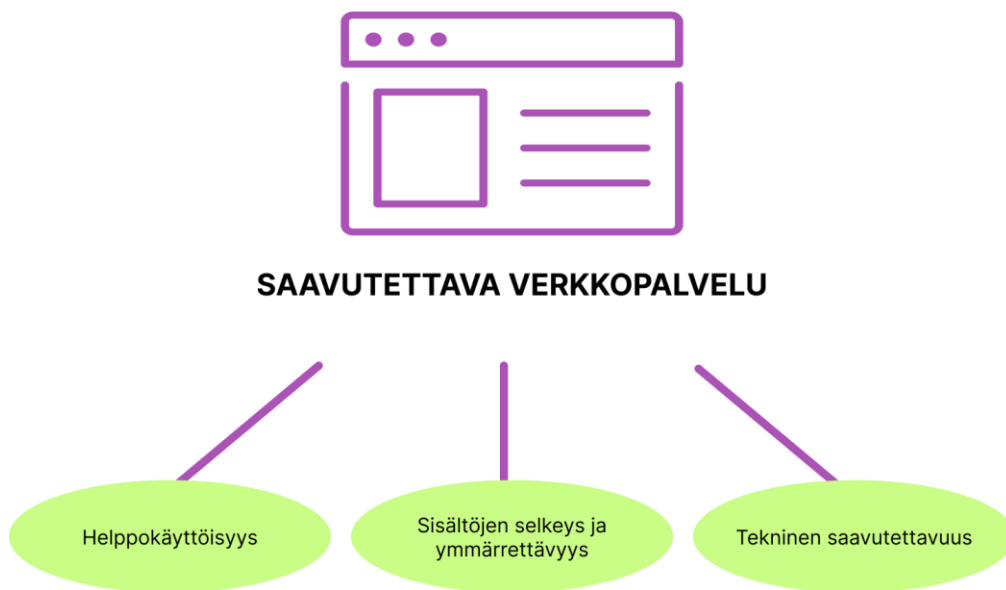 SAAVUTETTAVA VERKKOPALVELU
Helppokäyttöisyys
Sisältöjen selkeys ja
ymmärrettävyys
Tekninen saavutettavuus